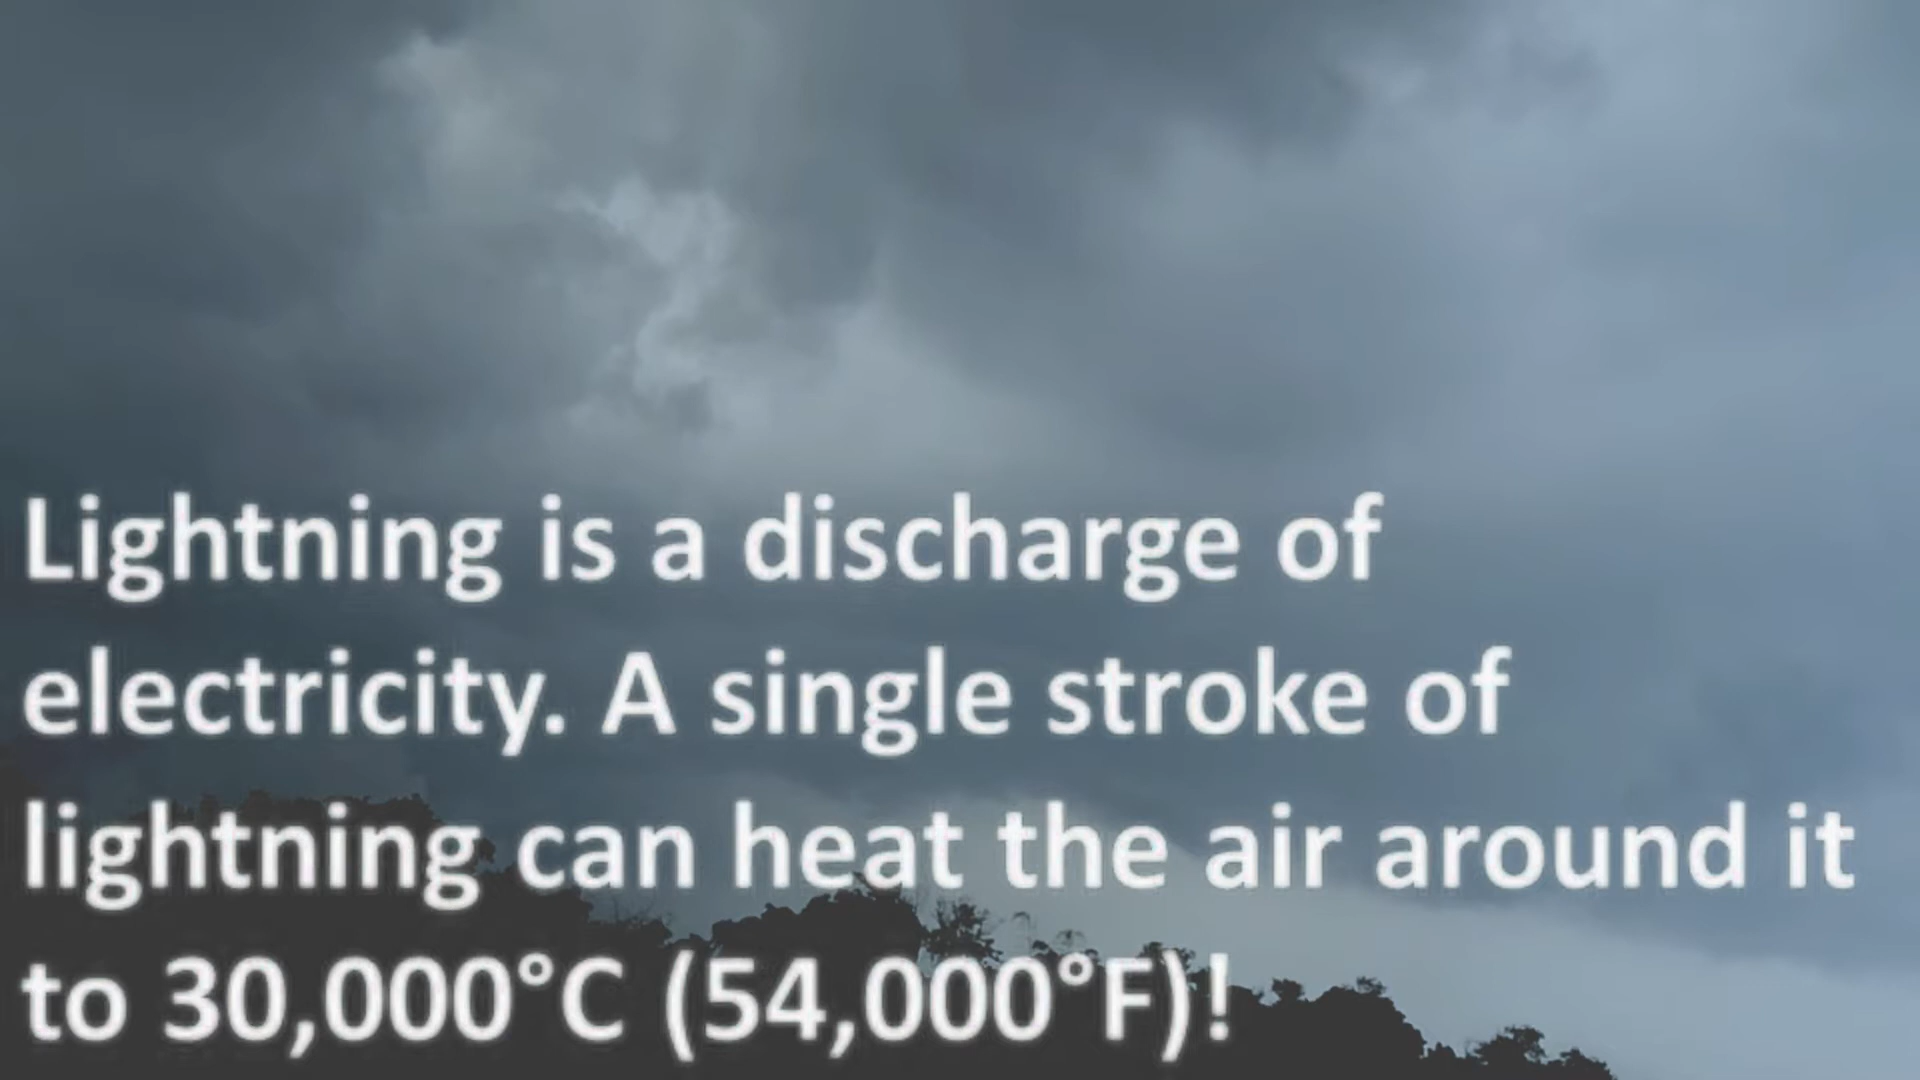 Lightning is a discharge of
electricity. A single stroke of
lightning can heat the air around it
to 30,000°C (54,000°F)!